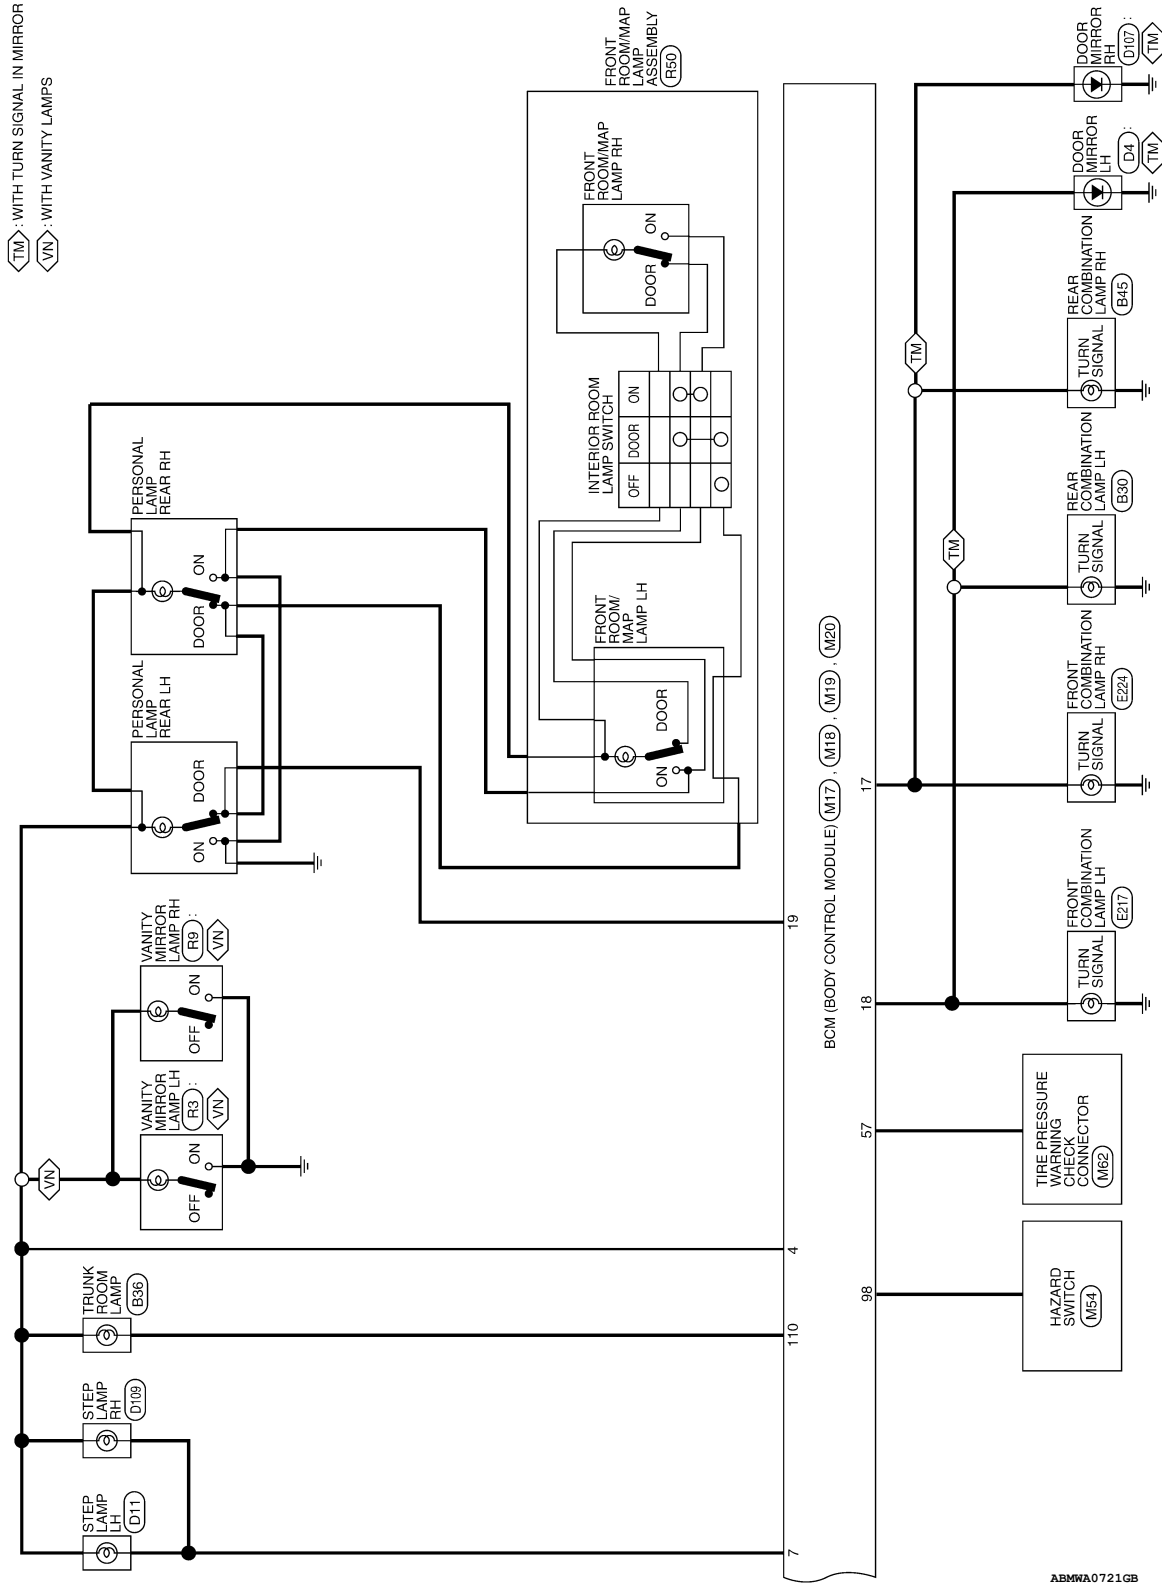 TM : WITH TURN SIGNAL IN MIRROR
VN : WITH VANITY LAMPS
STEP
LAMP
LH
D11
STEP
LAMP
RH
D109
TRUNK
ROOM
LAMP
B36
VN
VANITY
MIRROR
LAMP LH
R3 :
VN
OFF
ON
VANITY
MIRROR
LAMP RH
R9 :
VN
OFF
ON
PERSONAL
LAMP
REAR LH
ON
DOOR
PERSONAL
LAMP
REAR RH
DOOR
ON
FRONT
ROOM/MAP
LAMP
ASSEMBLY
R50
FRONT
ROOM/
MAP
LAMP LH
ON
DOOR
INTERIOR ROOM
LAMP SWITCH
OFF
DOOR
ON
FRONT
ROOM/MAP
LAMP RH
DOOR
ON
7
110
4
19
BCM (BODY CONTROL MODULE) M17 , M18 , M19 , M20
98
57
18
17
HAZARD
SWITCH
M54
TIRE PRESSURE
WARNING
CHECK
CONNECTOR
M62
FRONT
COMBINATION
LAMP LH
E217
TURN
SIGNAL
FRONT
COMBINATION
LAMP RH
E224
TURN
SIGNAL
TM
REAR
COMBINATION
LAMP LH
B30
TURN
SIGNAL
TM
REAR
COMBINATION
LAMP RH
B45
TURN
SIGNAL
DOOR
MIRROR
LH
D4 :
TM
DOOR
MIRROR
RH
D107 :
TM
ABMWA0721GB